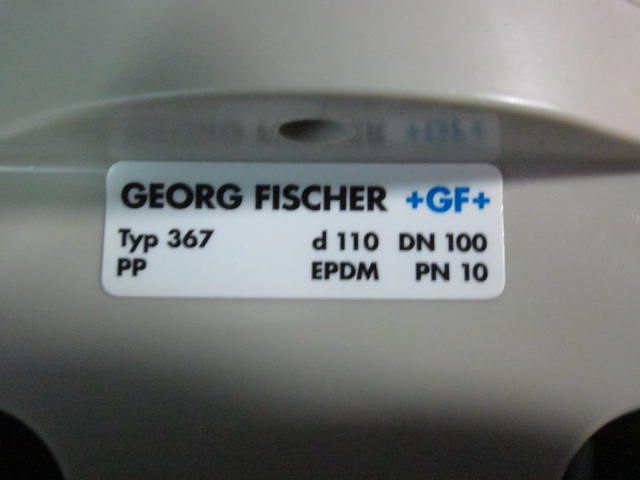 GEORG FISCHER +GF+
Typ 367 d 110 DN 100
PP EPDM PN 10